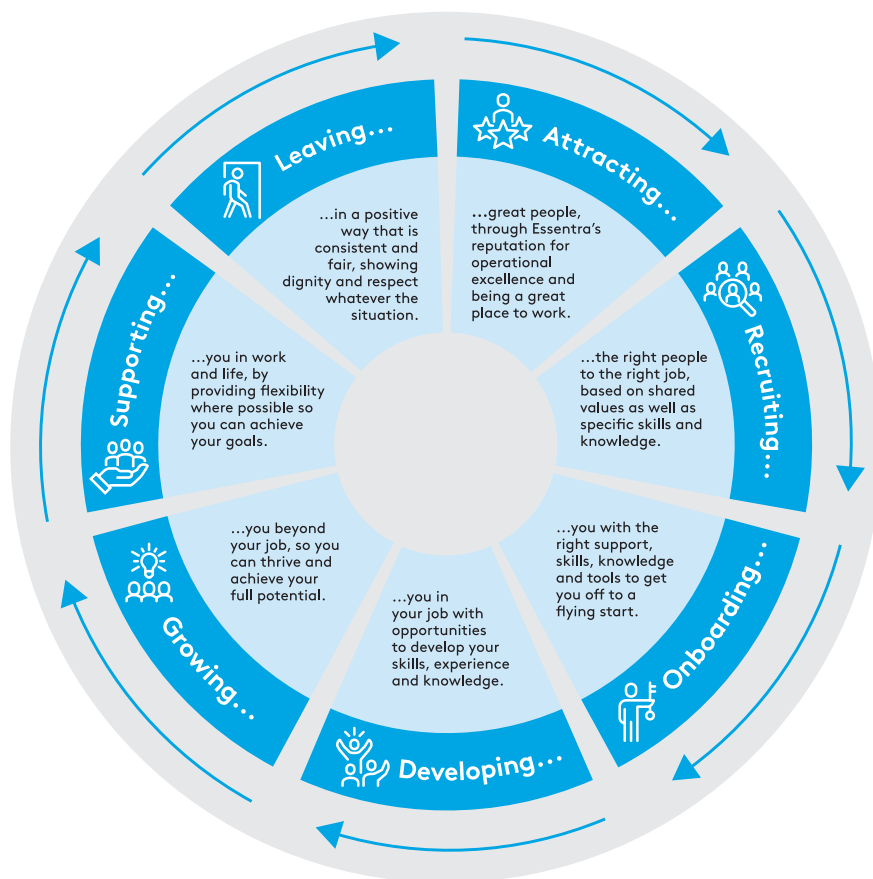 Attracting...
...great people,
through Essentra’s
reputation for
operational
excellence and
being a great
place to work.
Recruiting...
...the right people
to the right job,
based on shared
values as well as
specific skills and
knowledge.
Onboarding...
...you with the
right support,
skills, knowledge
and tools to get
you off to a
flying start.
Developing...
...you in
your job with
opportunities
to develop your
skills, experience
and knowledge.
Growing...
...you beyond
your job, so you
can thrive and
achieve your
full potential.
Supporting...
...you in work
and life, by
providing flexibility
where possible so
you can achieve
your goals.
Leaving...
...in a positive
way that is
consistent and
fair, showing
dignity and respect
whatever the
situation.